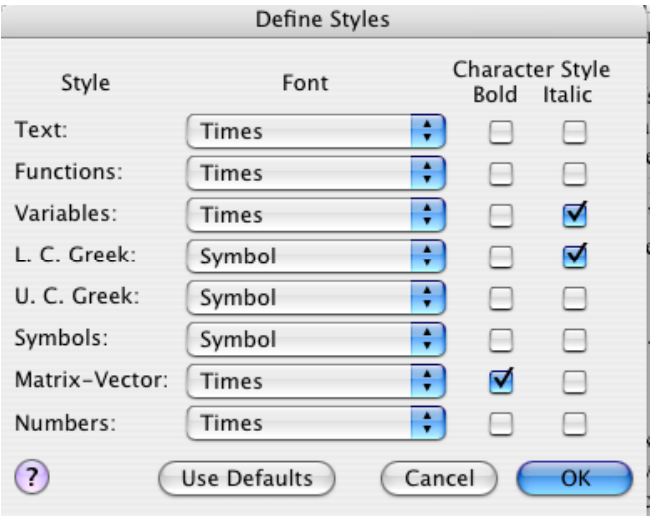 Define Styles
Style Font Character Style
Bold Italic
Text: Times
Functions: Times
Variables: Times
L. C. Greek: Symbol
U. C. Greek: Symbol
Symbols: Symbol
Matrix-Vector: Times
Numbers: Times
? Use Defaults Cancel OK